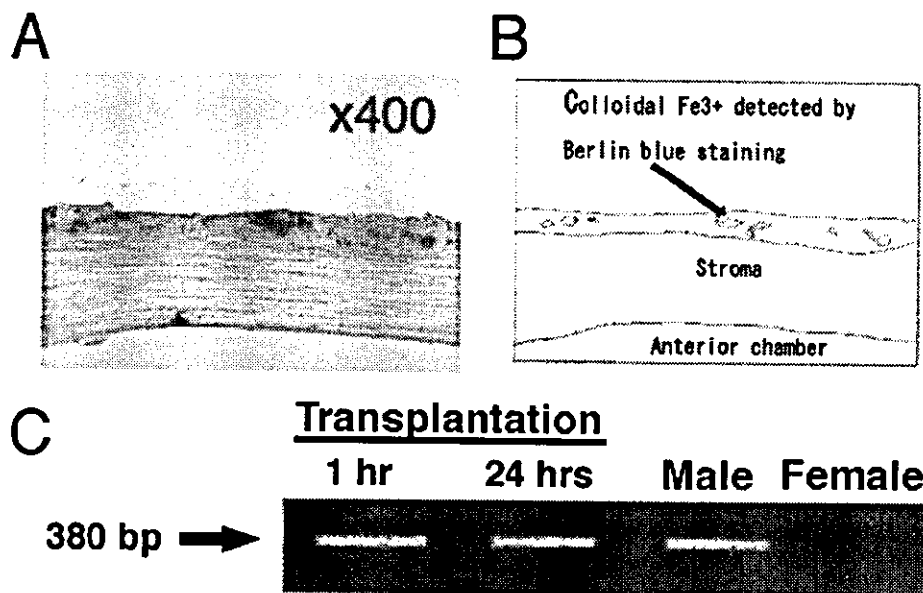 A
x400
B
Colloidal Fe3+ detected by
Berlin blue staining
Stroma
Anterior chamber
C
Transplantation
1 hr 24 hrs Male Female
380 bp